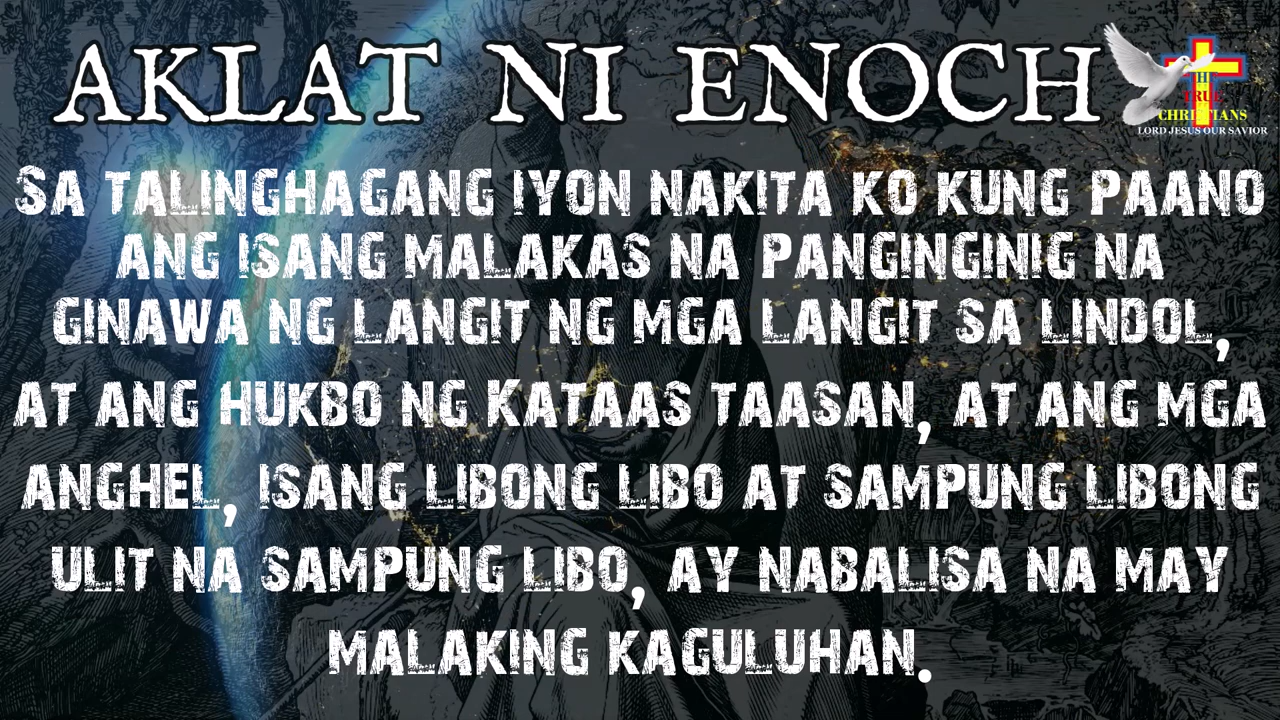 AKLAT NI ENOCH
THE
TRUE
CHRISTIANS
LORD JESUS OUR SAVIOR
SA TALINGHAGANG IYON NAKITA KO KUNG PAANO
ANG ISANG MALAKAS NA PANGINGINIG NA
GINAWA NG LANGIT NG MGA LANGIT SA LINDOL,
AT ANG HUKBO NG KATAAS TAASAN, AT ANG MGA
ANGHEL, ISANG LIBONG LIBO AT SAMPUNG LIBONG
ULIT NA SAMPUNG LIBO, AY NABALISA NA MAY
MALAKING KAGULUHAN.